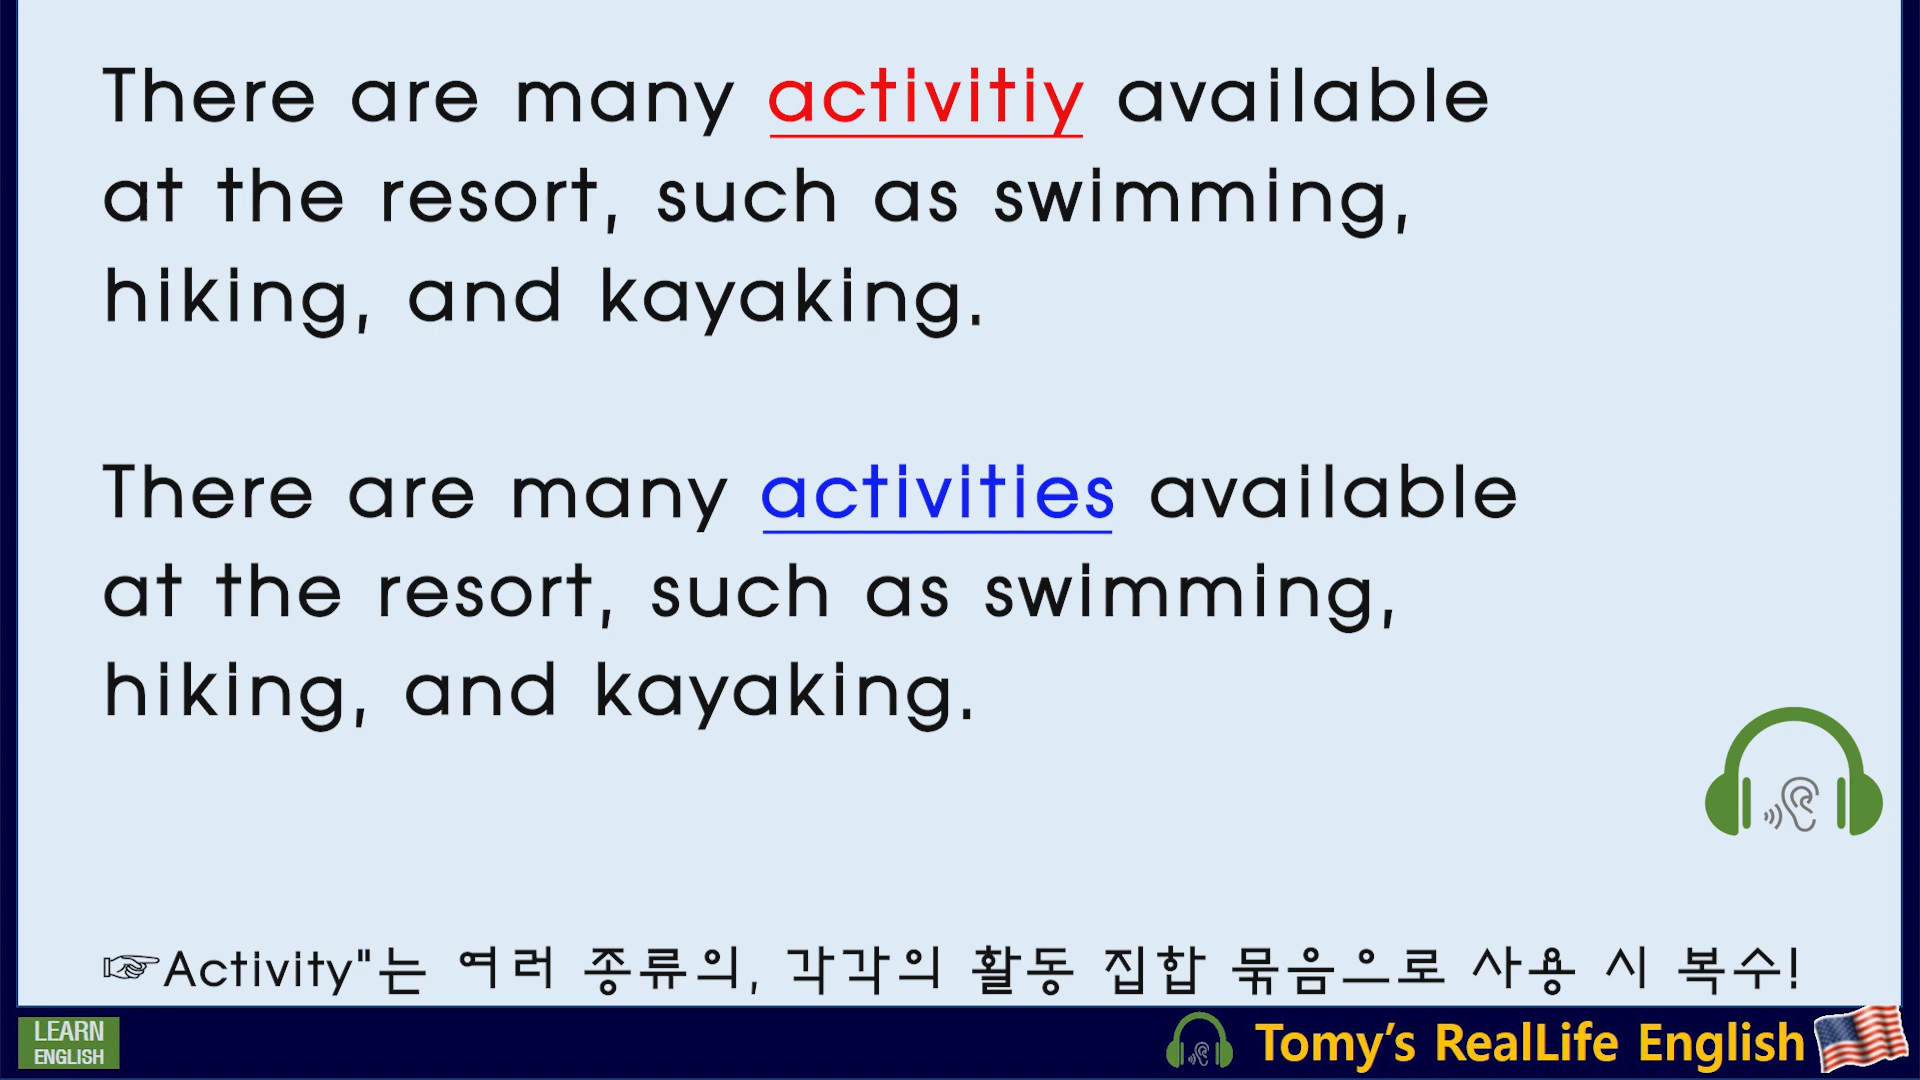 There are many activitiy available
at the resort, such as swimming,
hiking, and kayaking.
There are many activities available
at the resort, such as swimming,
hiking, and kayaking.
☞Activity"는 여러 종류의, 각각의 활동 집합 묶음으로 사용 시 복수!
LEARN
ENGLISH
Tomy's RealLife English